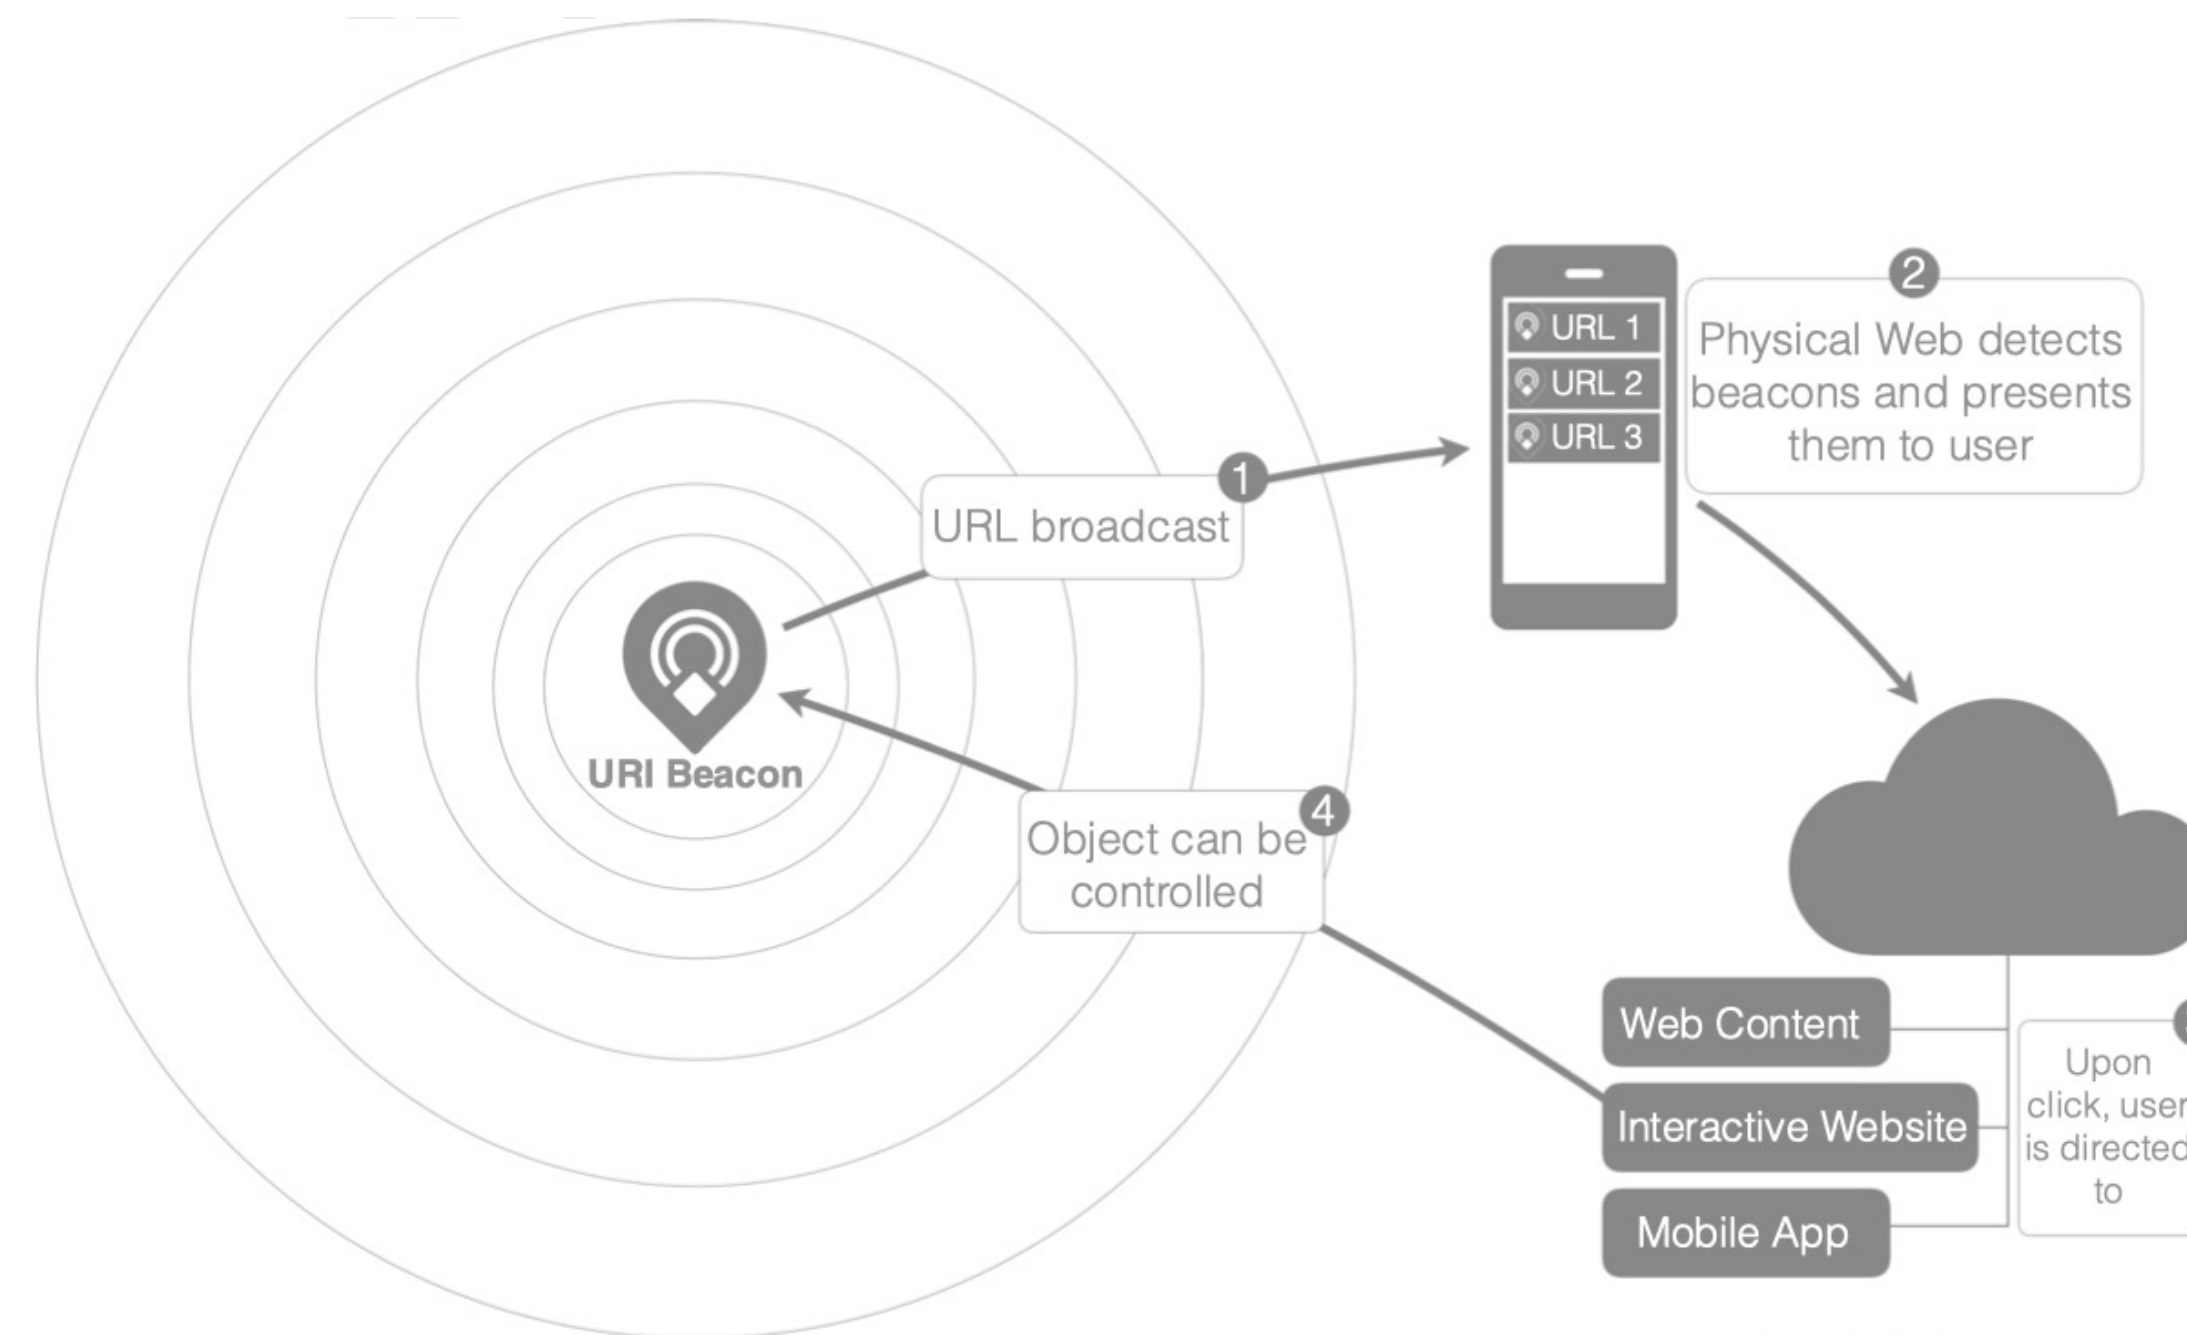 1
URL broadcast
URI Beacon
URL 1
URL 2
URL 3
2
Physical Web detects
beacons and presents
them to user
Upon
click, user
is directed
to
Web Content
Interactive Website
Mobile App
4
Object can be
controlled